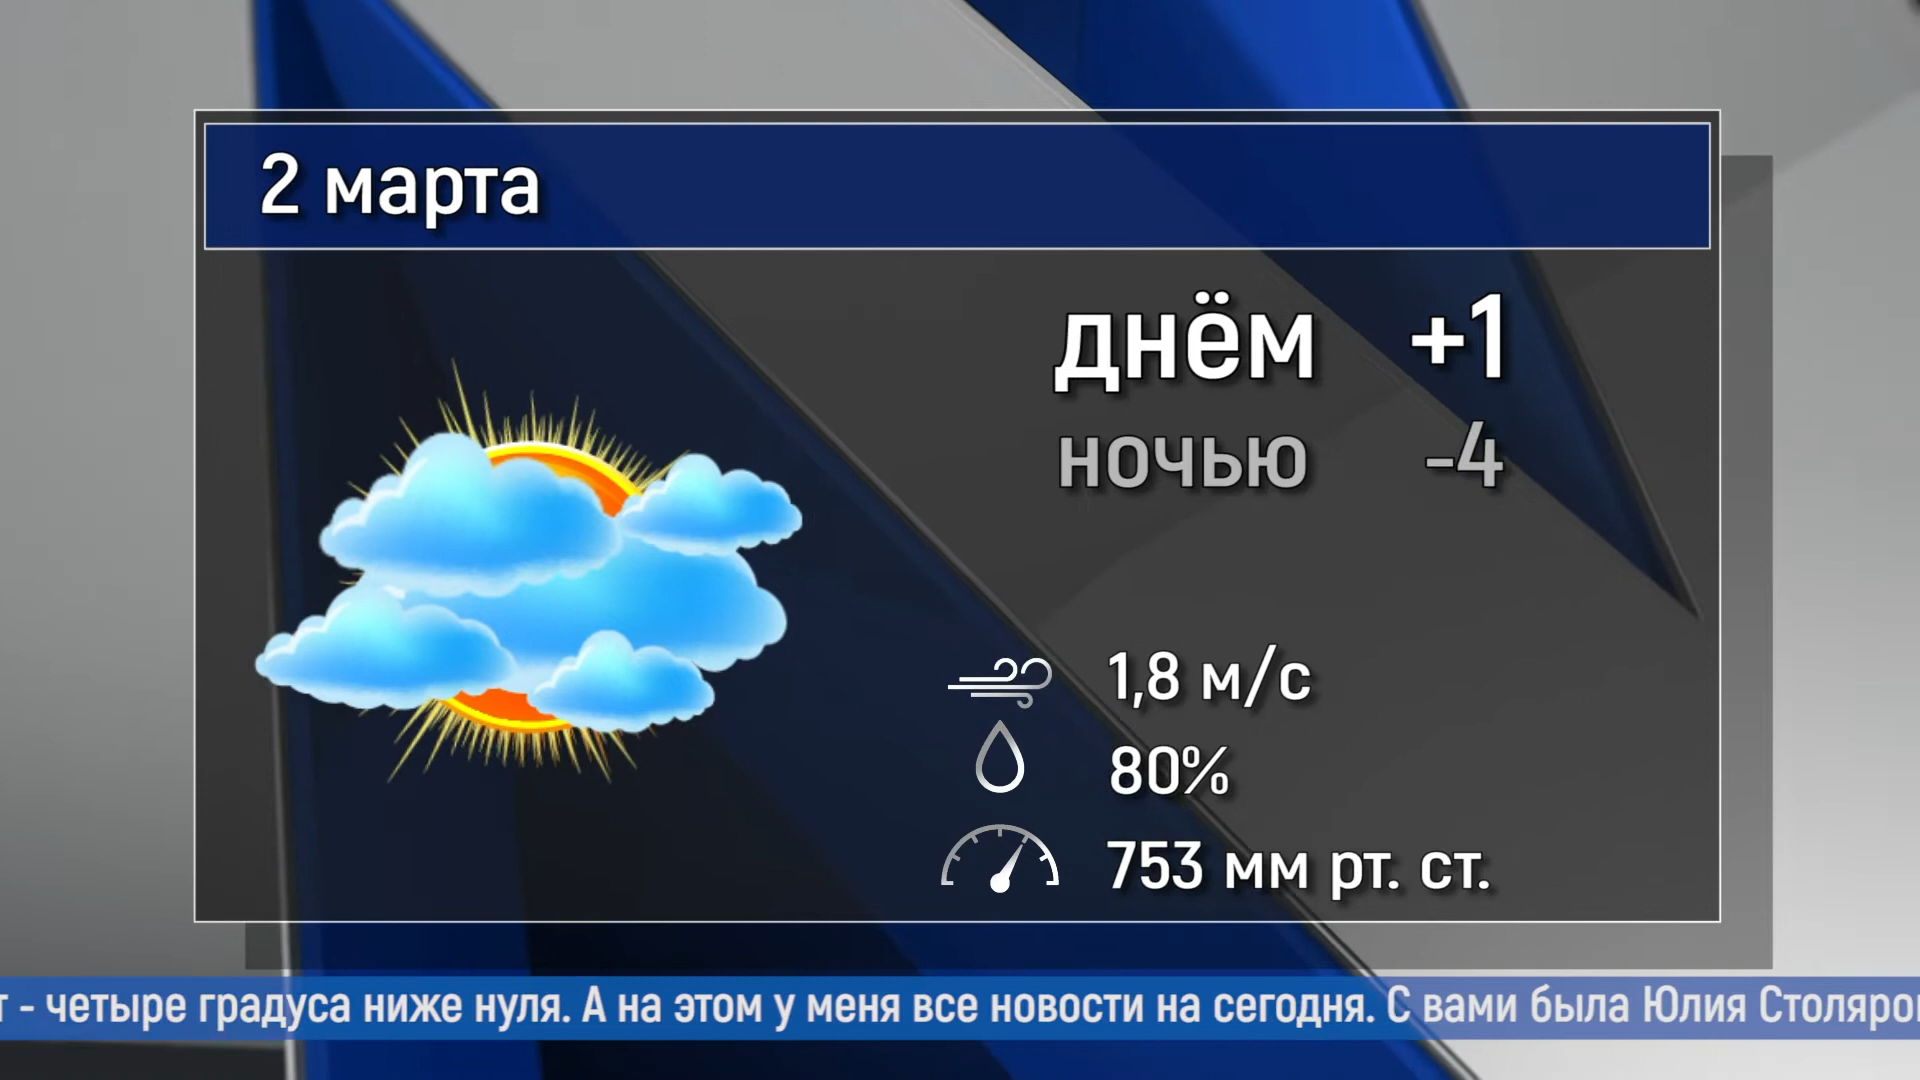 2 марта
днём +1
ночью -4
1,8 м/с
80%
753 мм рт. ст.
- четыре градуса ниже нуля. А на этом у меня все новости на сегодня. С вами была Юлия